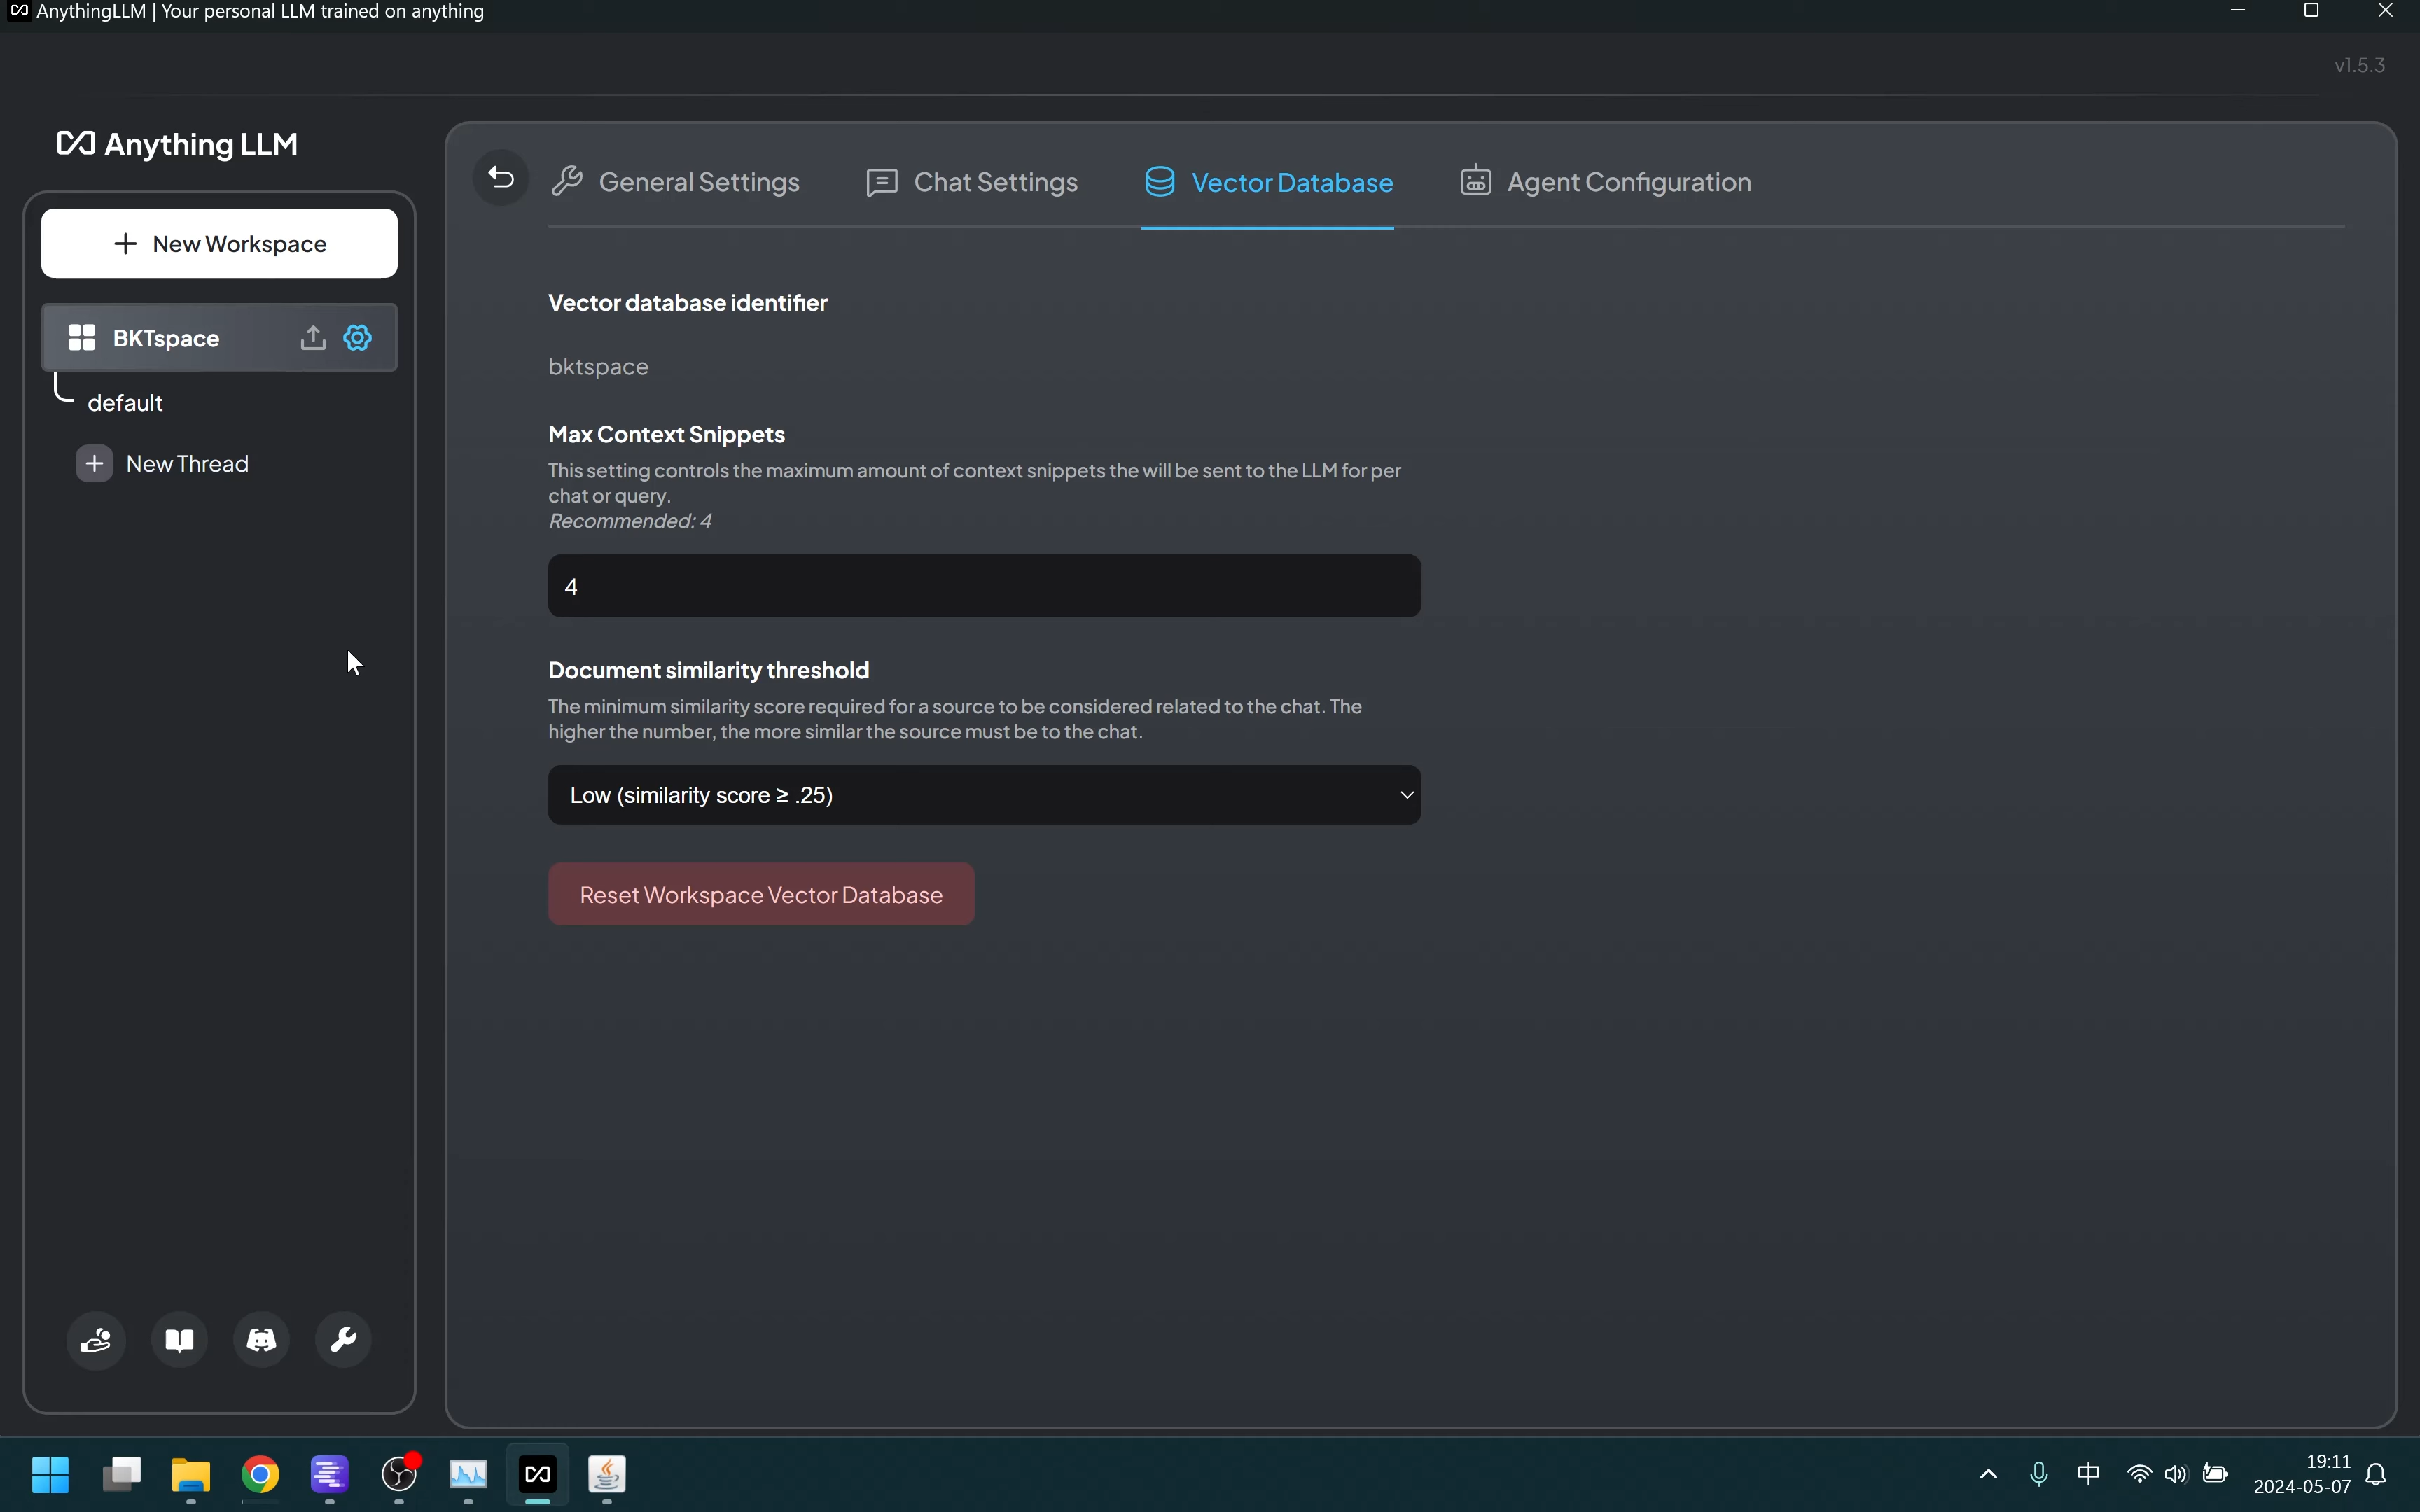 AnythingLLM | Your personal LLM trained on anything
v1.5.3
Anything LLM
New Workspace
BKTspace
default
New Thread
General Settings
Chat Settings
Vector Database
Agent Configuration
Vector database identifier
bktspace
Max Context Snippets
This setting controls the maximum amount of context snippets the will be sent to the LLM for per
chat or query.
Recommended: 4
4
Document similarity threshold
The minimum similarity score required for a source to be considered related to the chat. The
higher the number, the more similar the source must be to the chat.
Low (similarity score ≥ .25)
Reset Workspace Vector Database
中
19:11
2024-05-07